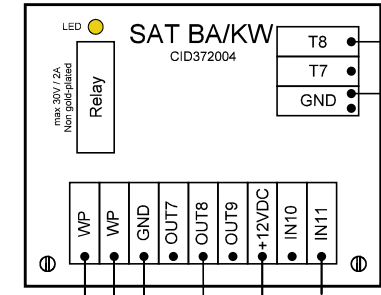 LED
SAT BA/KW
CID372004
max 30V / 2A
Non gold-plated
Relay
T8
T7
GND
WP
WP
GND
OUT7
OUT8
OUT9
+12VDC
IN10
IN11